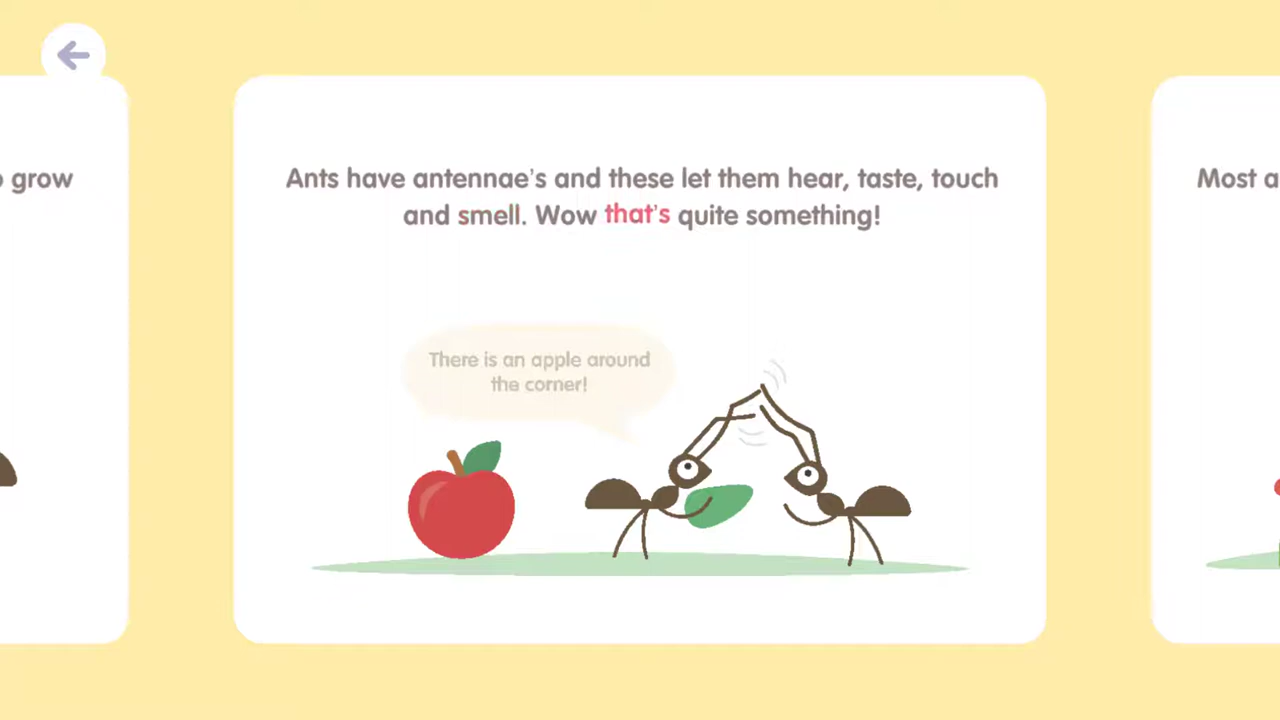 o grow
Ants have antennae's and these let them hear, taste, touch
and smell. Wow that's quite something!
Most a
There is an apple around
the corner!